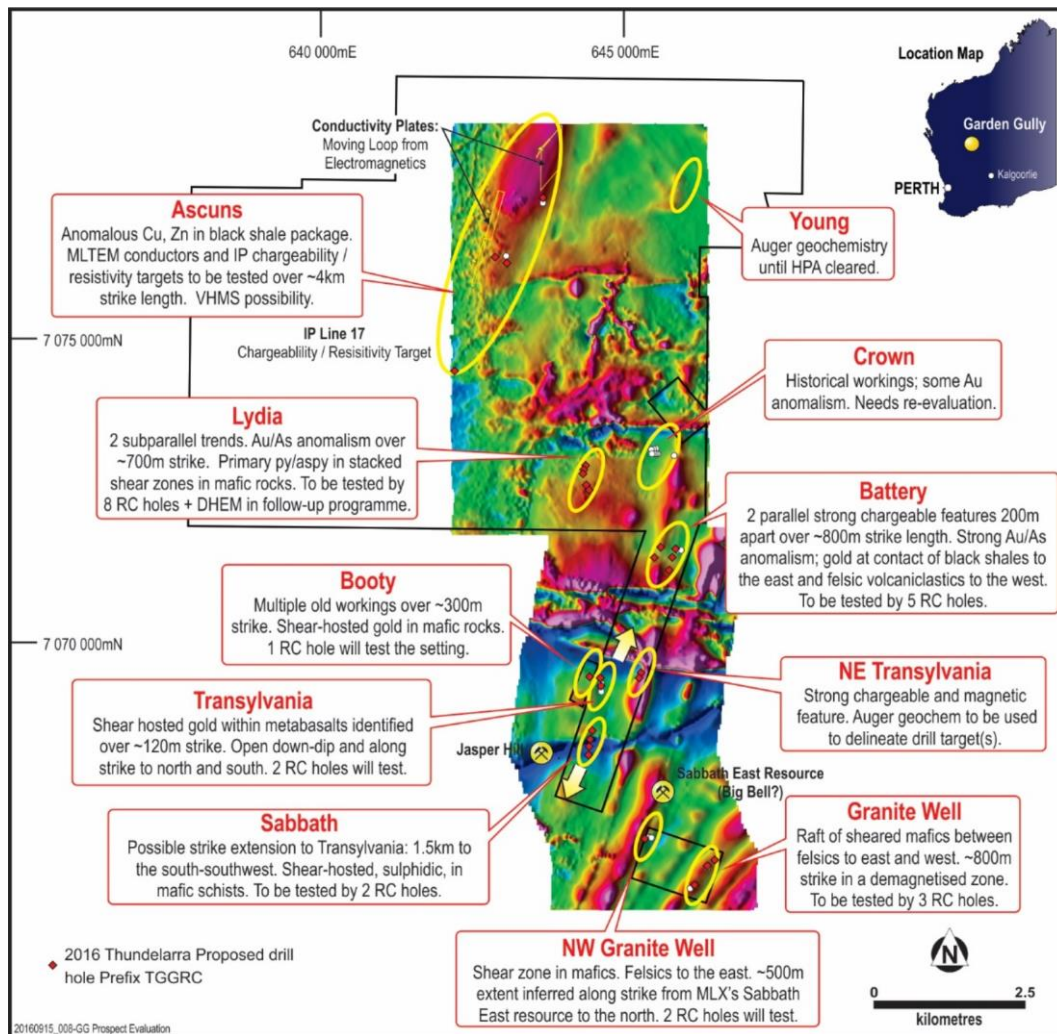 640 000mE
645 000mE
Location Map
Garden Gully
Kalgoorlie
PERTH
Conductivity Plates:
Moving Loop from
Electromagnetics
Ascuns
Anomalous Cu, Zn in black shale package.
MLTEM conductors and IP chargeability /
resistivity targets to be tested over ~4km
strike length. VHMS possibility.
Young
Auger geochemistry
until HPA cleared.
IP Line 17
Chargeablility / Resisitivity Target
7 075 000mN
Crown
Historical workings; some Au
anomalism. Needs re-evaluation.
Lydia
2 subparallel trends. Au/As anomalism over
~700m strike. Primary py/aspy in stacked
shear zones in mafic rocks. To be tested by
8 RC holes + DHEM in follow-up programme.
Battery
2 parallel strong chargeable features 200m
apart over ~800m strike length. Strong Au/As
anomalism; gold at contact of black shales to
the east and felsic volcaniclastics to the west.
To be tested by 5 RC holes.
Booty
Multiple old workings over ~300m
strike. Shear-hosted gold in mafic rocks.
1 RC hole will test the setting.
7 070 000mN
NE Transylvania
Strong chargeable and magnetic
feature. Auger geochem to be used
to delineate drill target(s).
Transylvania
Shear hosted gold within metabasalts identified
over ~120m strike. Open down-dip and along
strike to north and south. 2 RC holes will test.
Jasper Hill
Sabbath East Resource
(Big Bell?)
Sabbath
Possible strike extension to Transylvania: 1.5km to
the south-southwest. Shear-hosted, sulphidic, in
mafic schists. To be tested by 2 RC holes.
Granite Well
Raft of sheared mafics between
felsics to east and west. ~800m
strike in a demagnetised zone.
To be tested by 3 RC holes.
NW Granite Well
Shear zone in mafics. Felsics to the east. ~500m
extent inferred along strike from MLX's Sabbath
East resource to the north. 2 RC holes will test.
2016 Thundelarra Proposed drill
hole Prefix TGGRC
N
0 2.5
kilometres
20160915_008-GG Prospect Evaluation